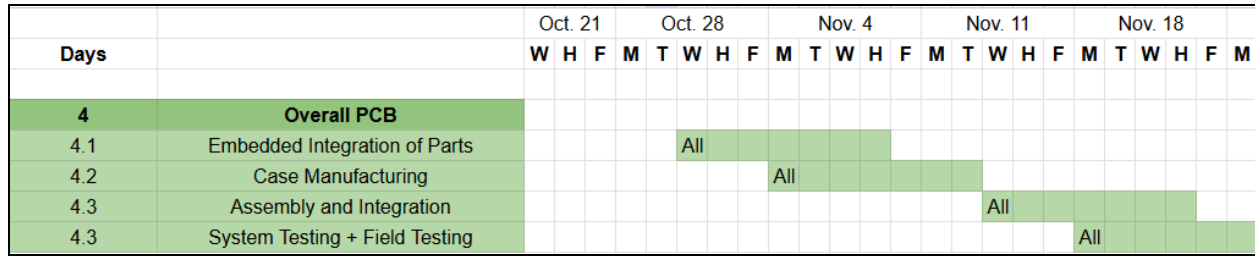 Oct. 21 Oct. 28 Nov. 4 Nov. 11 Nov. 18
Days W H F M T W H F M T W H F M T W H F M T W H F M
4 Overall PCB
4.1 Embedded Integration of Parts All
4.2 Case Manufacturing All
4.3 Assembly and Integration All
4.3 System Testing + Field Testing All